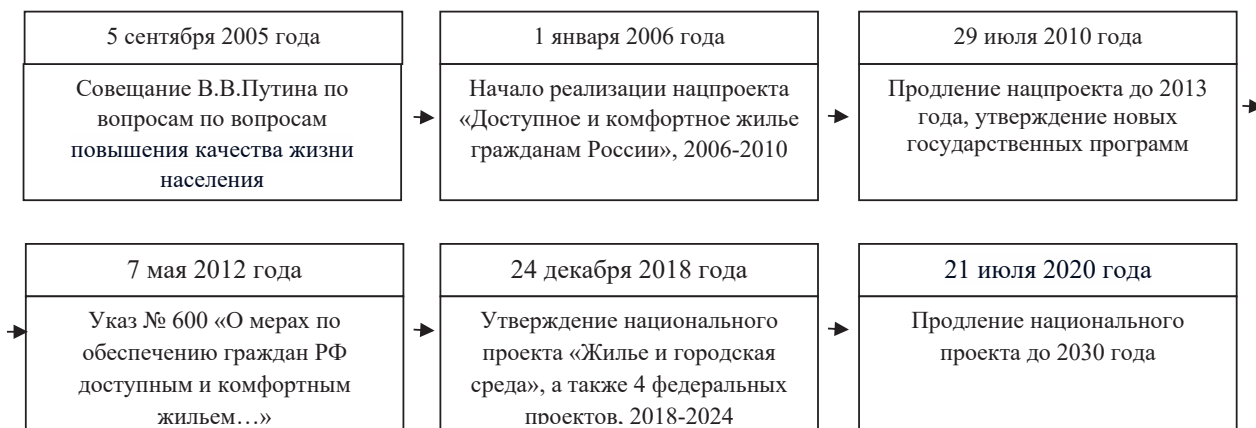 5 сентября 2005 года
Совещание В.В.Путина по
вопросам по вопросам
повышения качества жизни
населения
1 января 2006 года
Начало реализации нацпроекта
«Доступное и комфортное жилье
гражданам России», 2006-2010
29 июля 2010 года
Продление нацпроекта до 2013
года, утверждение новых
государственных программ
7 мая 2012 года
Указ № 600 «О мерах по
обеспечению граждан РФ
доступным и комфортным
жильем…»
24 декабря 2018 года
Утверждение национального
проекта «Жилье и городская
среда», а также 4 федеральных
проектов, 2018-2024
21 июля 2020 года
Продление национального
проекта до 2030 года